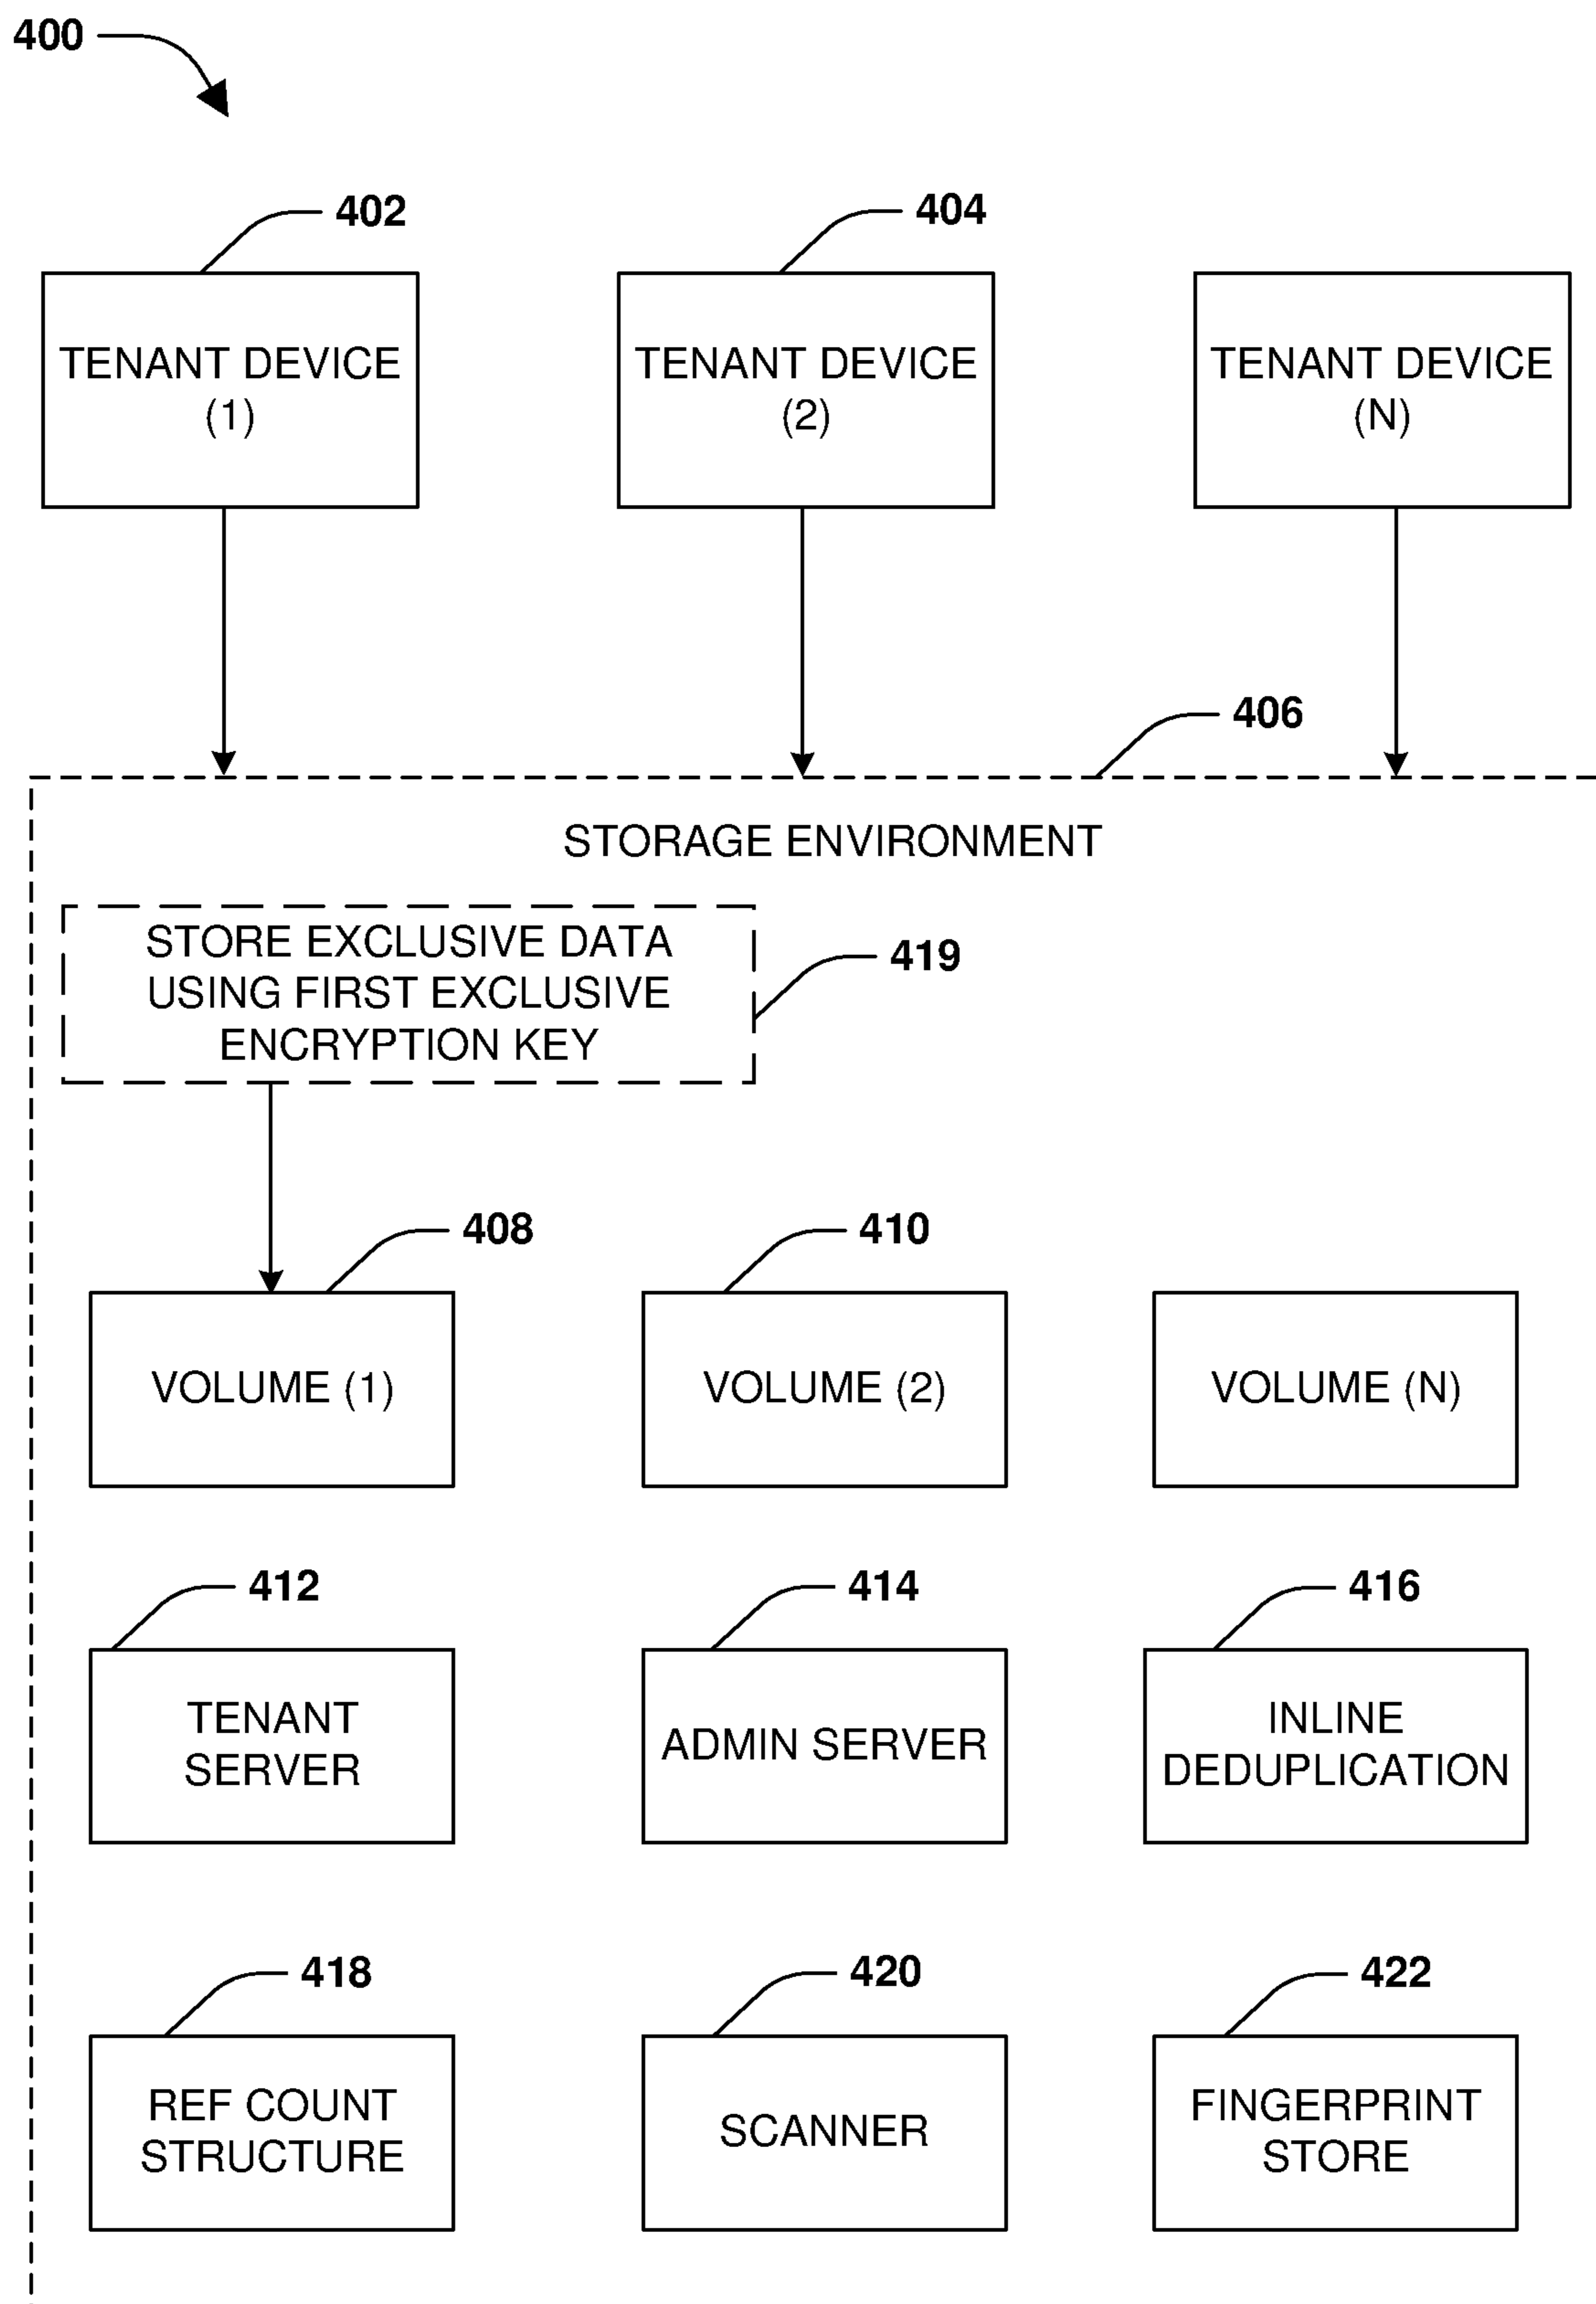 400
402
404
TENANT DEVICE
(1)
TENANT DEVICE
(2)
TENANT DEVICE
(N)
406
STORAGE ENVIRONMENT
STORE EXCLUSIVE DATA
USING FIRST EXCLUSIVE
ENCRYPTION KEY
419
408
410
VOLUME (1)
VOLUME (2)
VOLUME (N)
412
414
416
TENANT
SERVER
ADMIN SERVER
INLINE
DEDUPLICATION
418
420
422
REF COUNT
STRUCTURE
SCANNER
FINGERPRINT
STORE